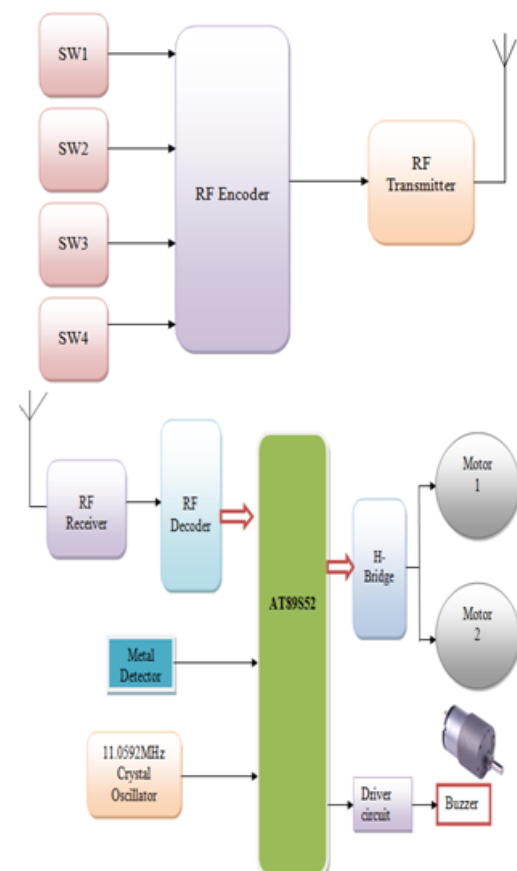 SW1
SW2
SW3
SW4
RF Encoder
RF
Transmitter
RF
Receiver
RF
Decoder
AT89S52
H-
Bridge
Motor
1
Motor
2
Metal
Detector
11.0592MHz
Crystal
Oscillator
Driver
circuit
Buzzer